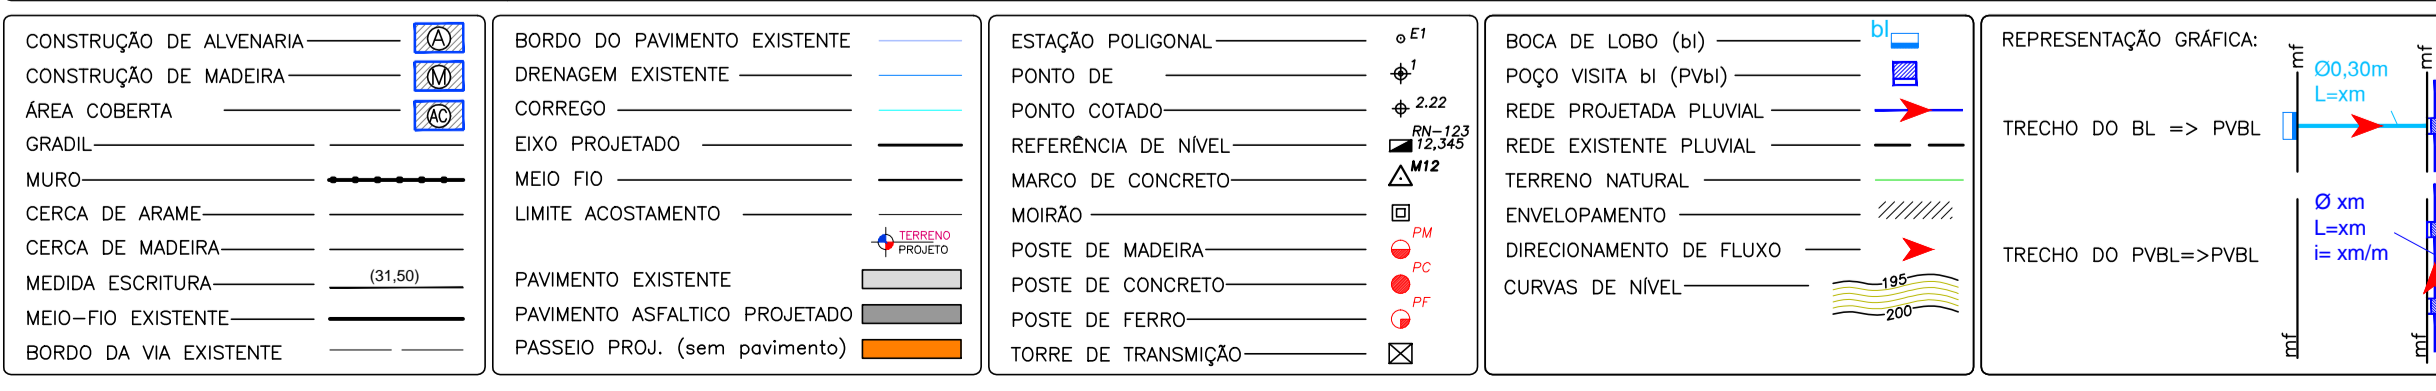 CONSTRUÇÃO DE ALVENARIA A
CONSTRUÇÃO DE MADEIRA M
ÁREA COBERTA AC
GRADIL
MURO
CERCA DE ARAME
CERCA DE MADEIRA
MEDIDA ESCRITURA (31,50)
MEIO-FIO EXISTENTE
BORDO DA VIA EXISTENTE
BORDO DO PAVIMENTO EXISTENTE
DRENAGEM EXISTENTE
CORREGO
EIXO PROJETADO
MEIO FIO
LIMITE ACOSTAMENTO
TERRENO
PROJETO
PAVIMENTO EXISTENTE
PAVIMENTO ASFALTICO PROJETADO
PASSEIO PROJ. (sem pavimento)
ESTAÇÃO POLIGONAL E1
PONTO DE 1
PONTO COTADO 2.22
REFERÊNCIA DE NÍVEL RN-123
12,345
MARCO DE CONCRETO M12
MOIRÃO
POSTE DE MADEIRA PM
POSTE DE CONCRETO PC
POSTE DE FERRO PF
TORRE DE TRANSMIÇÃO
BOCA DE LOBO (bl) bl
POÇO VISITA bl (PVbl)
REDE PROJETADA PLUVIAL
REDE EXISTENTE PLUVIAL
TERRENO NATURAL
ENVELOPAMENTO
DIRECIONAMENTO DE FLUXO
CURVAS DE NÍVEL 195
200
REPRESENTAÇÃO GRÁFICA:
mf
mf
Ø0,30m
L=xm
TRECHO DO BL => PVBL
Ø xm
L=xm
i= xm/m
TRECHO DO PVBL=>PVBL
mf
mf